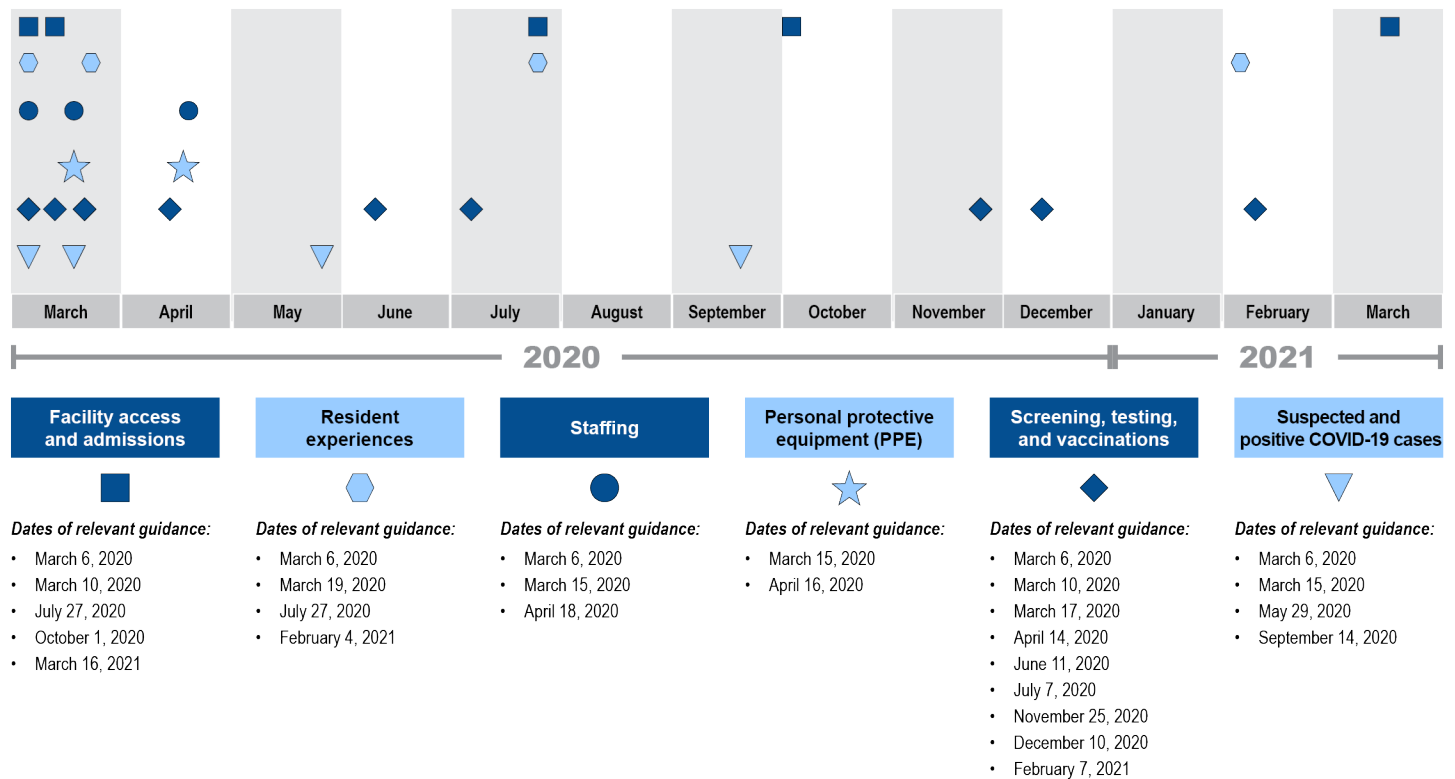 March April May June July August September October November December January February March
2020 2021
Facility access
and admissions
Dates of relevant guidance:
• March 6, 2020
• March 10, 2020
• July 27, 2020
• October 1, 2020
• March 16, 2021
Resident
experiences
Dates of relevant guidance:
• March 6, 2020
• March 19, 2020
• July 27, 2020
• February 4, 2021
Staffing
Dates of relevant guidance:
• March 6, 2020
• March 15, 2020
• April 18, 2020
Personal protective
equipment (PPE)
Dates of relevant guidance:
• March 15, 2020
• April 16, 2020
Screening, testing,
and vaccinations
Dates of relevant guidance:
• March 6, 2020
• March 10, 2020
• March 17, 2020
• April 14, 2020
• June 11, 2020
• July 7, 2020
• November 25, 2020
• December 10, 2020
• February 7, 2021
Suspected and
positive COVID-19 cases
Dates of relevant guidance:
• March 6, 2020
• March 15, 2020
• May 29, 2020
• September 14, 2020